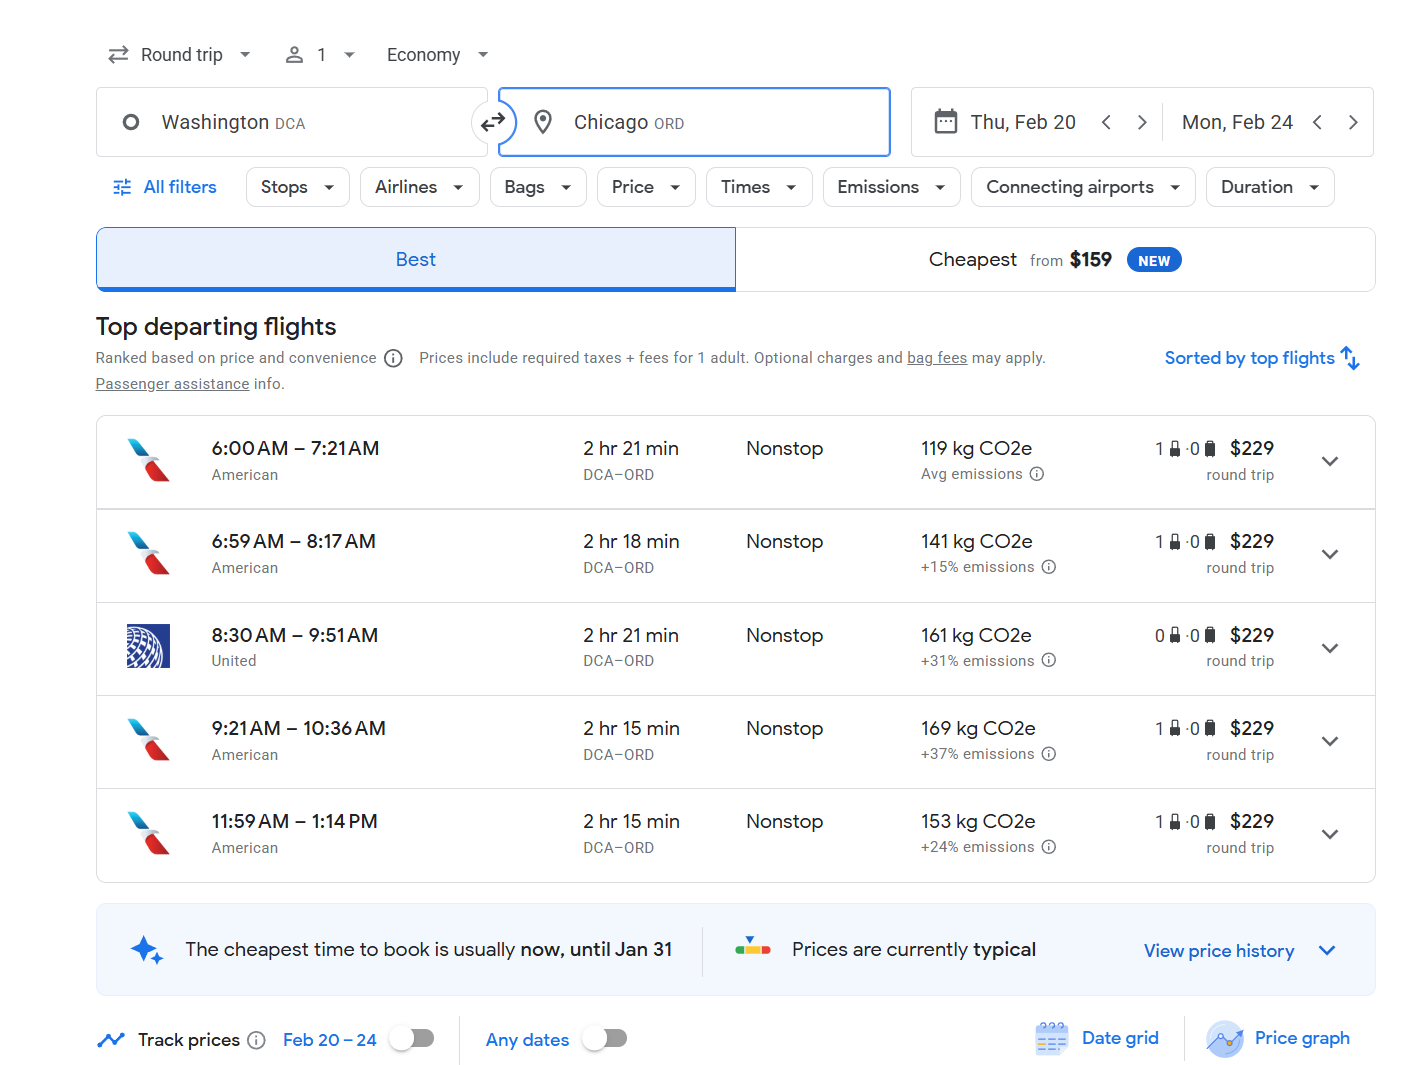 Round trip 1 Economy
Washington DCA Chicago ORD Thu, Feb 20 Mon, Feb 24
All filters Stops Airlines Bags Price Times Emissions Connecting airports Duration
Best Cheapest from $159 NEW
Top departing flights
Ranked based on price and convenience Prices include required taxes + fees for 1 adult. Optional charges and bag fees may apply.
Passenger assistance info.
Sorted by top flights
6:00 AM – 7:21 AM 2 hr 21 min Nonstop 119 kg CO2e 1 ·0 $229
American DCA–ORD Avg emissions round trip
6:59 AM – 8:17 AM 2 hr 18 min Nonstop 141 kg CO2e 1 ·0 $229
American DCA–ORD +15% emissions round trip
8:30 AM – 9:51 AM 2 hr 21 min Nonstop 161 kg CO2e 0 ·0 $229
United DCA–ORD +31% emissions round trip
9:21 AM – 10:36 AM 2 hr 15 min Nonstop 169 kg CO2e 1 ·0 $229
American DCA–ORD +37% emissions round trip
11:59 AM – 1:14 PM 2 hr 15 min Nonstop 153 kg CO2e 1 ·0 $229
American DCA–ORD +24% emissions round trip
The cheapest time to book is usually now, until Jan 31 Prices are currently typical View price history
Track prices Feb 20 – 24 Any dates Date grid Price graph